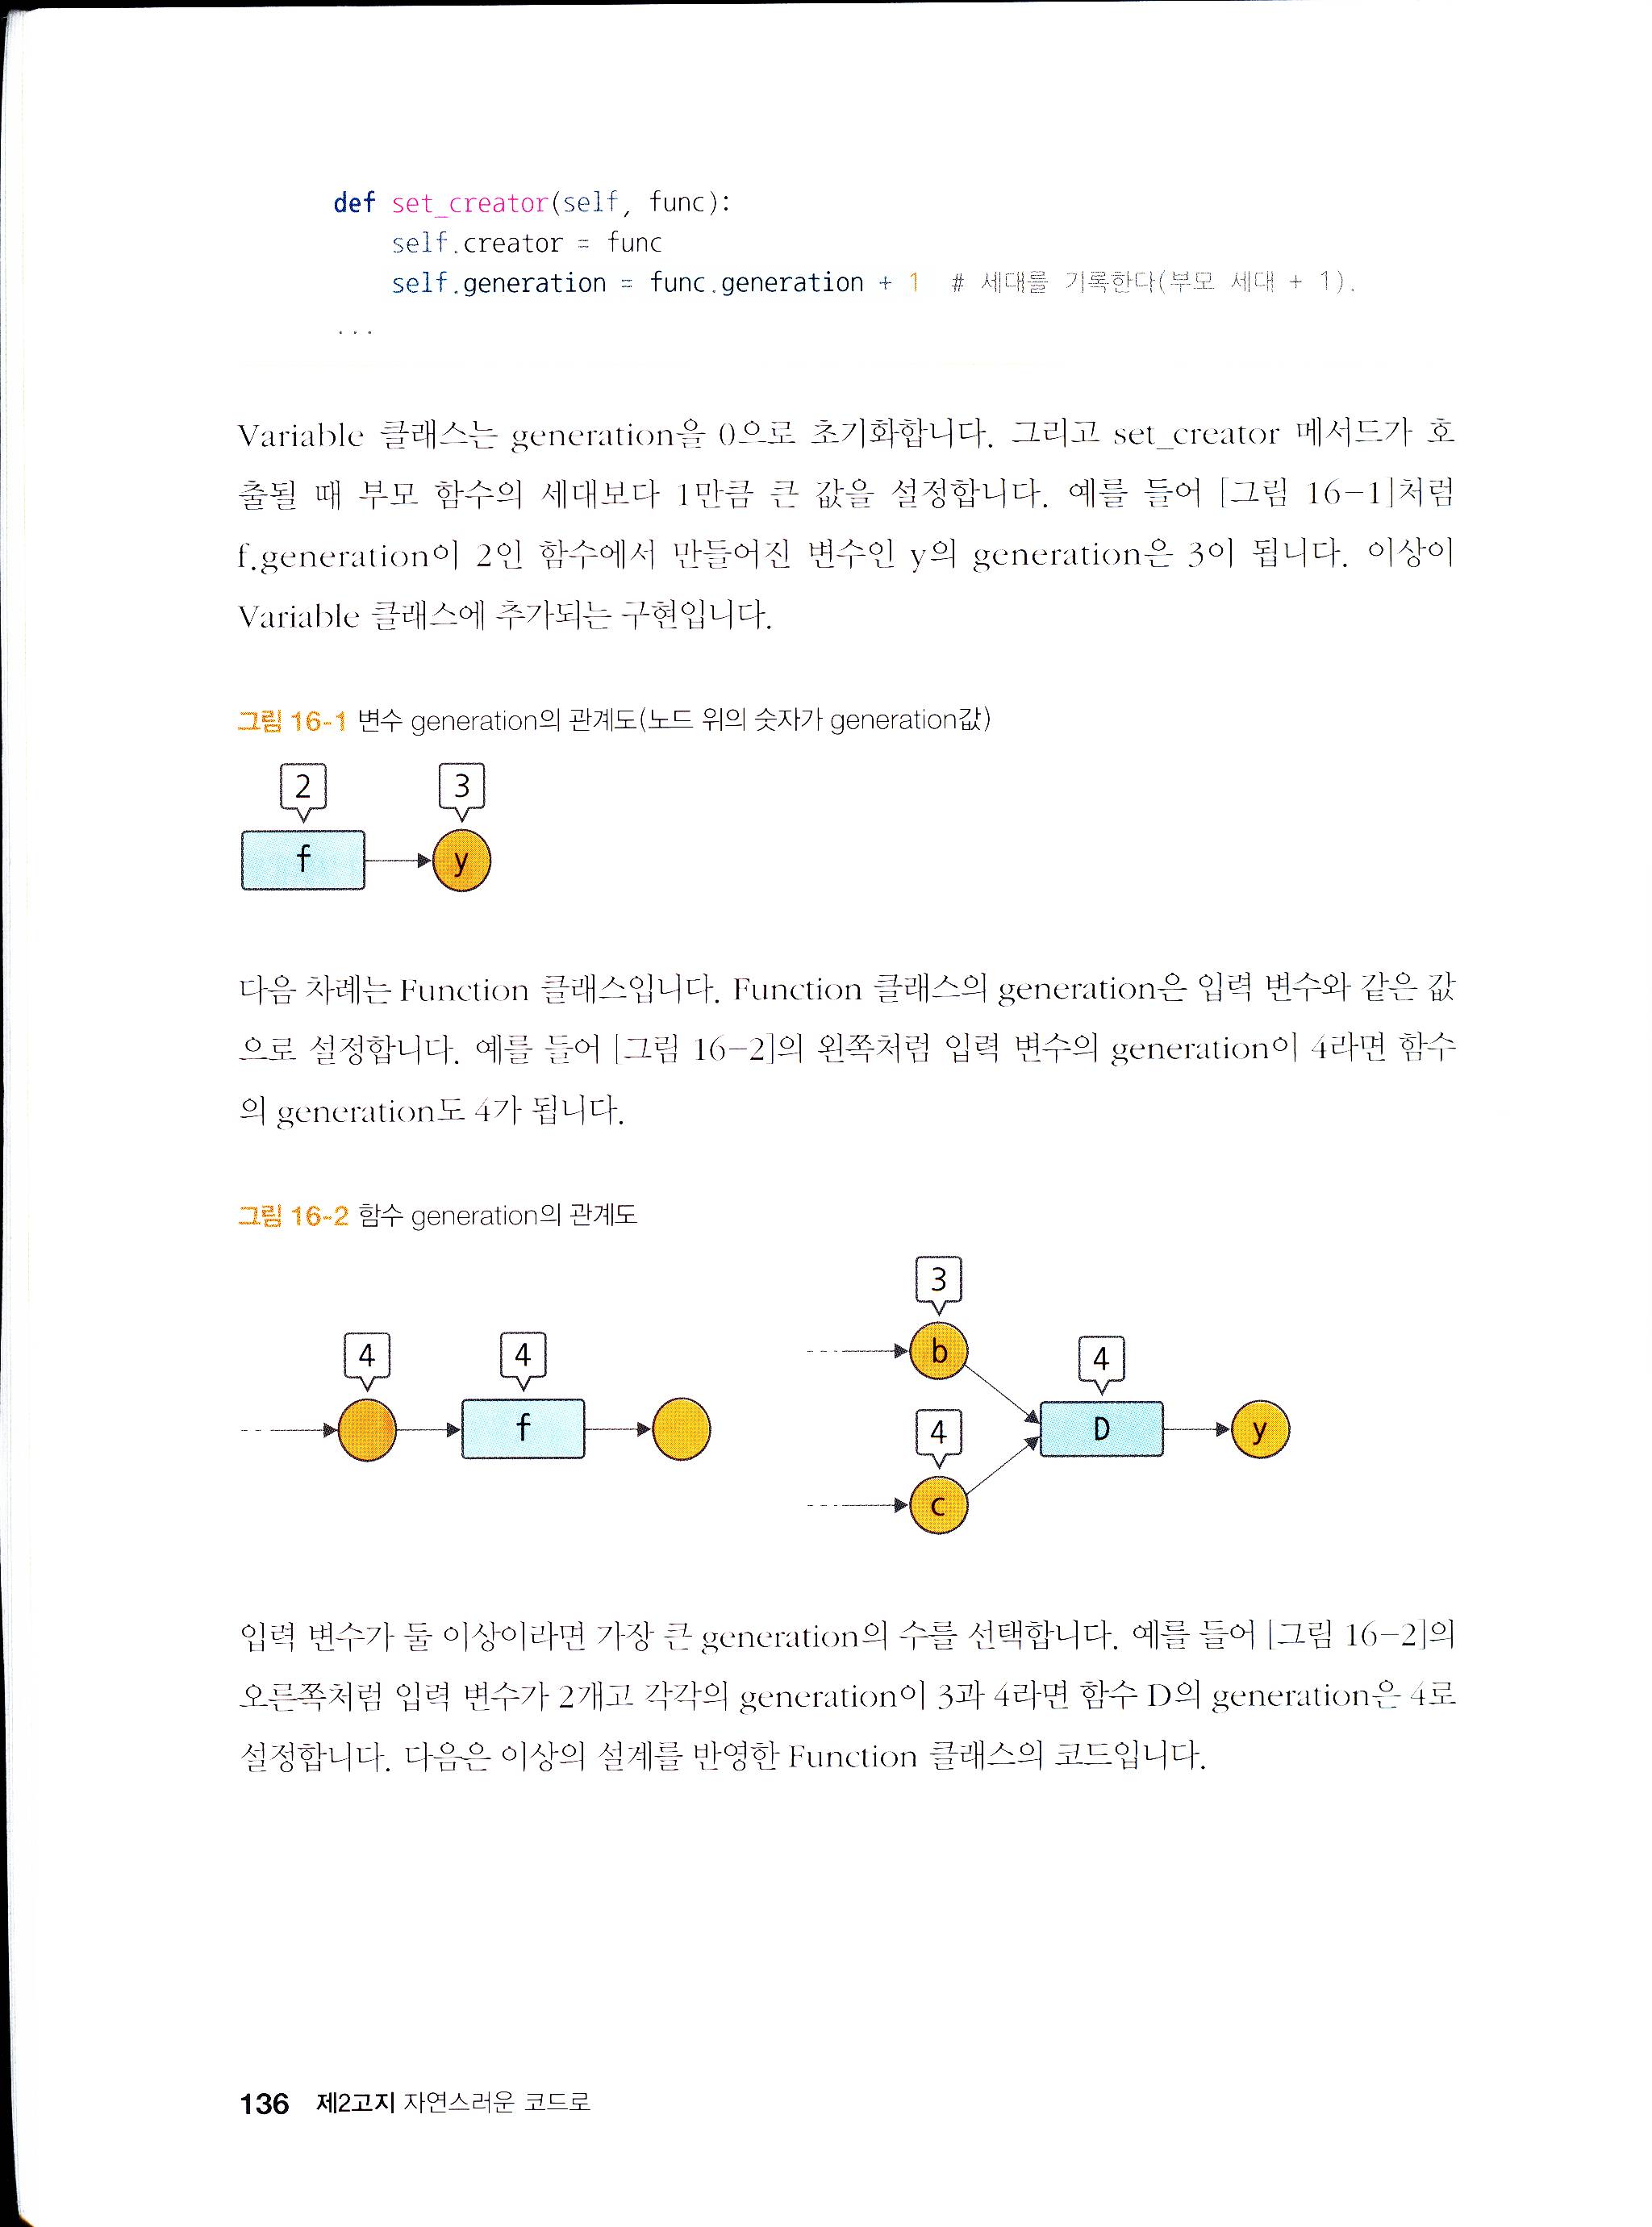 def set_creator(self, func):
self.creator = func
self.generation = func.generation + 1 # 세대를 기록한다(부모 세대 + 1).
...
Variable 클래스는 generation을 0으로 초기화합니다. 그리고 set_creator 메서드가 호
출될 때 부모 함수의 세대보다 1만큼 큰 값을 설정합니다. 예를 들어 [그림 16-1]처럼
f.generation이 2인 함수에서 만들어진 변수인 y의 generation은 3이 됩니다. 이상이
Variable 클래스에 추가되는 구현입니다.
그림 16-1 변수 generation의 관계도(노드 위의 숫자가 generation값)
2 3
f y
다음 차례는 Function 클래스입니다. Function 클래스의 generation은 입력 변수와 같은 값
으로 설정합니다. 예를 들어 [그림 16-2]의 왼쪽처럼 입력 변수의 generation이 4라면 함수
의 generation도 4가 됩니다.
그림 16-2 함수 generation의 관계도
4 4
f
3
b
4
4
D y
c
입력 변수가 둘 이상이라면 가장 큰 generation의 수를 선택합니다. 예를 들어 [그림 16-2]의
오른쪽처럼 입력 변수가 2개고 각각의 generation이 3과 4라면 함수 D의 generation은 4로
설정합니다. 다음은 이상의 설계를 반영한 Function 클래스의 코드입니다.
136 제2고지 자연스러운 코드로